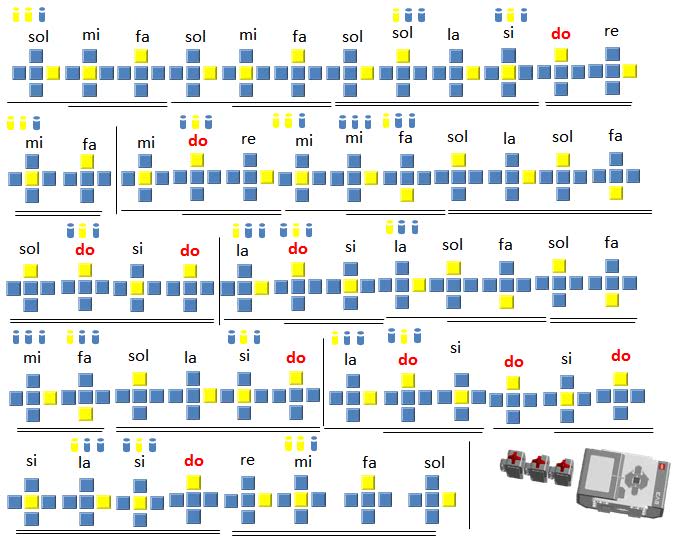 sol mi fa sol mi fa sol sol la si do re
mi fa mi do re mi mi fa sol la sol fa
sol do si do la do si la sol fa sol fa
mi fa sol la si do la do si do si do
si la si do re mi fa sol
EV3